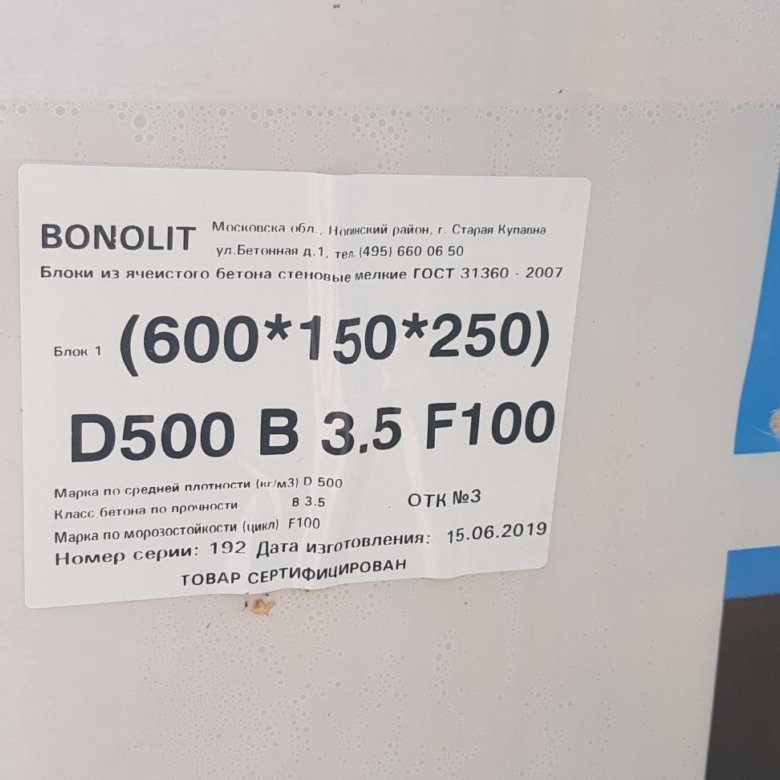 BONOLIT
Московска обл., Ногинский район, г. Старая Купавна
ул.Бетонная д.1, тел.(495) 660 06 50
Блоки из ячеистого бетона стеновые мелкие ГОСТ 31360 - 2007
Блок 1 (600*150*250)
D500 B 3.5 F100
Марка по средней плотности (кг/м3) D 500
Класс бетона по прочности B 3.5 ОТК №3
Марка по морозостойкости (цикл) F100
Номер серии: 192 Дата изготовления: 15.06.2019
ТОВАР СЕРТИФИЦИРОВАН